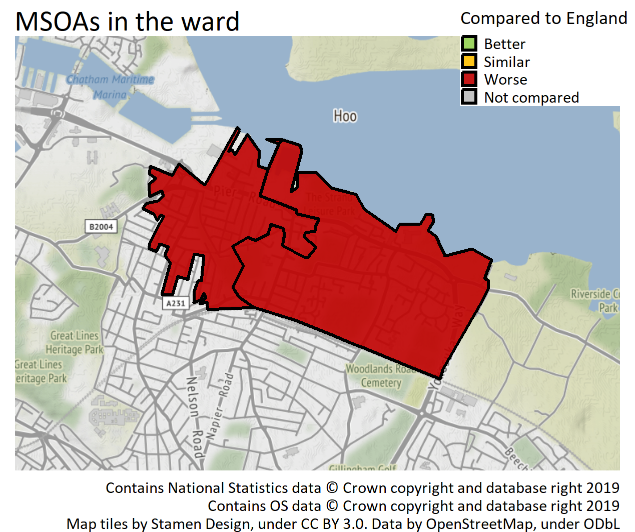 MSOAs in the ward
Compared to England
Better
Similar
Worse
Not compared
Chatham Maritime
Marina
Hoo
B2004
A231
Riverside
Great Lines
Heritage Park
Great Lines
Heritage Park
Woodlands Road
Cemetery
Nelson Road
Napier-Road
Gillingham Golf
Contains National Statistics data © Crown copyright and database right 2019
Contains OS data © Crown copyright and database right 2019
Map tiles by Stamen Design, under CC BY 3.0. Data by OpenStreetMap, under ODbL